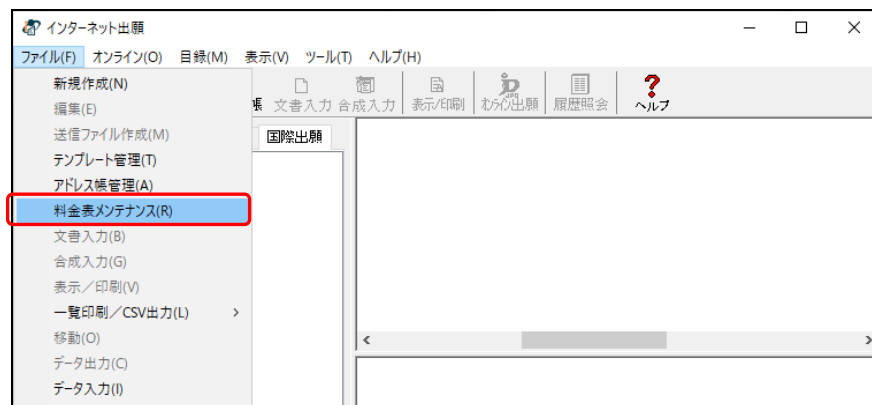 インターネット出願
ファイル(F) オンライン(O) 目録(M) 表示(V) ツール(T) ヘルプ(H)
新規作成(N)
編集(E)
送信ファイル作成(M)
テンプレート管理(T)
アドレス帳管理(A)
料金表メンテナンス(R)
文書入力(B)
合成入力(G)
表示／印刷(V)
一覧印刷／CSV出力(L)
移動(O)
データ出力(C)
データ入力(I)
帳 文書入力 合成入力 表示/印刷 オンライン出願 履歴照会 ヘルプ
国際出願